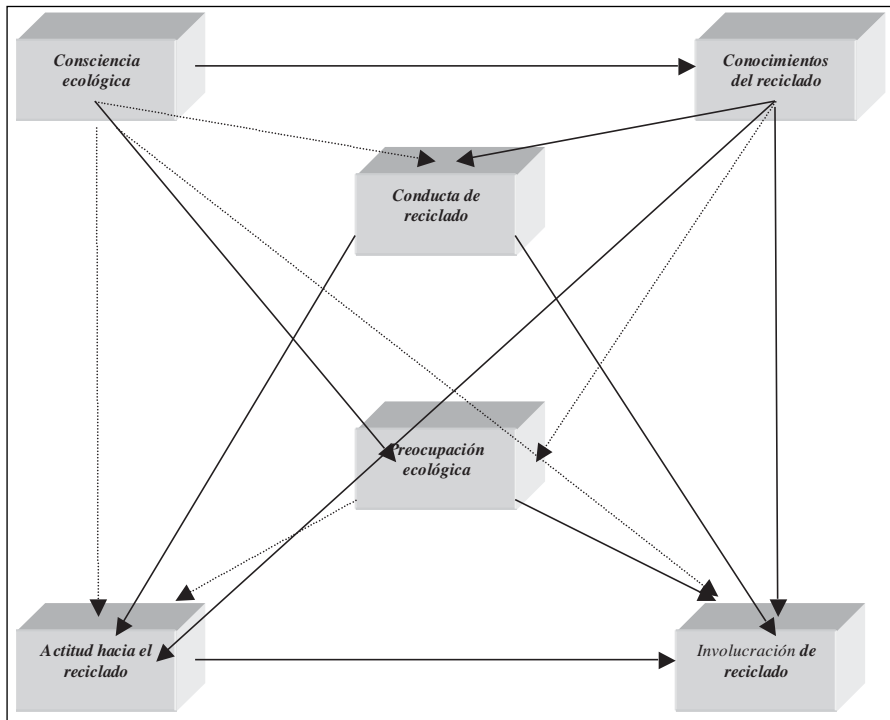 Consciencia
ecológica
Conocimientos
del reciclado
Conducta de
reciclado
Preocupación
ecológica
Actitud hacia el
reciclado
Involucración de
reciclado